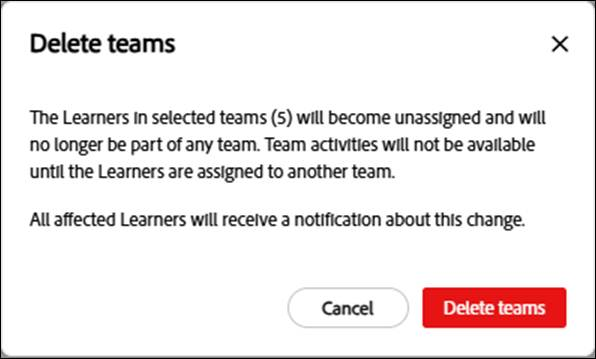 Delete teams
The Learners in selected teams (5) will become unassigned and will
no longer be part of any team. Team activities will not be available
until the Learners are assigned to another team.
All affected Learners will receive a notification about this change.
Cancel
Delete teams